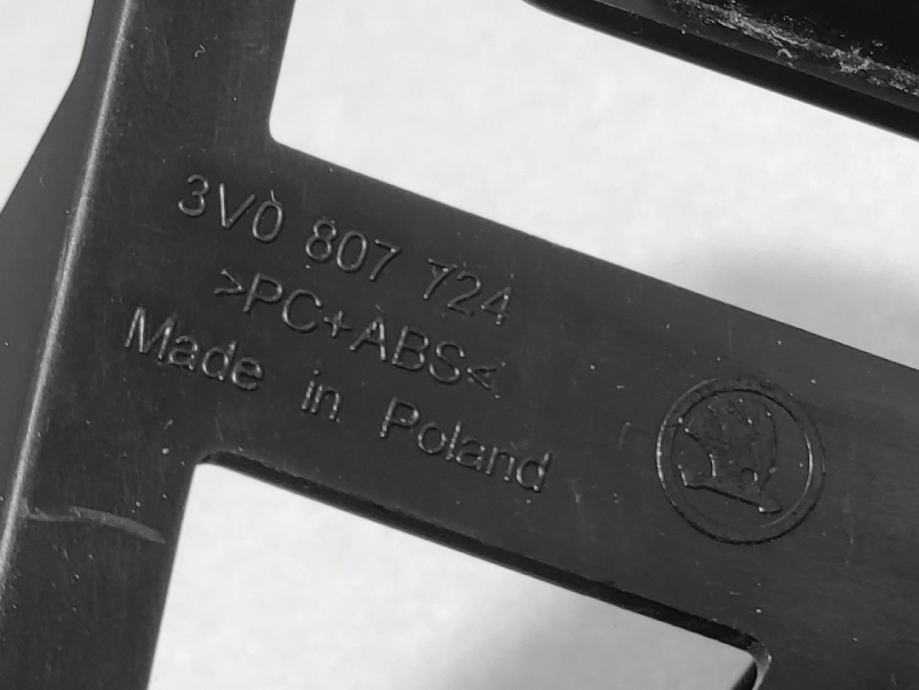 3V0 807 724
>PC+ABS<
Made in Poland